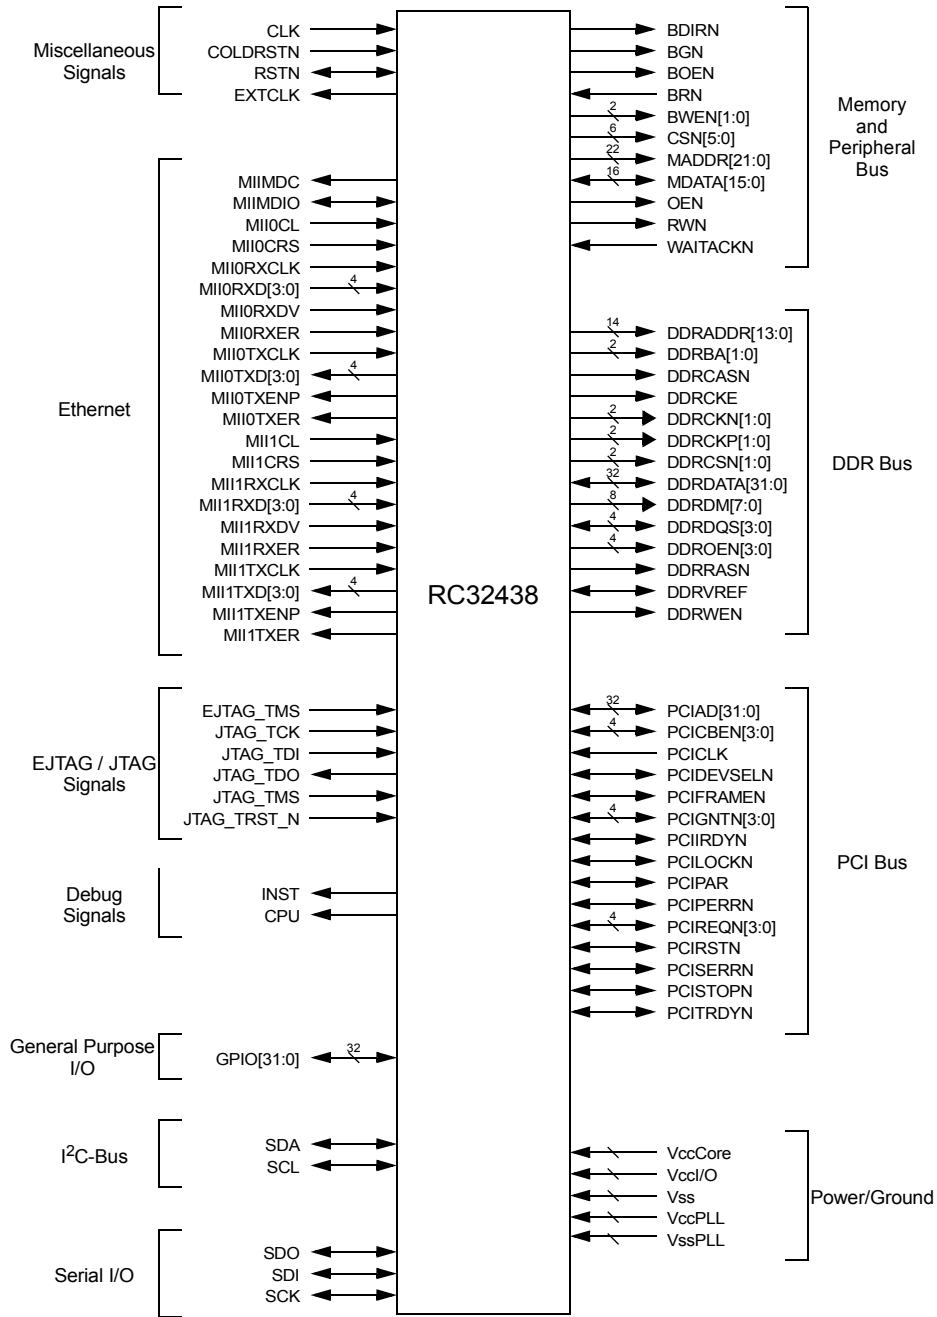 Miscellaneous
Signals
CLK
COLDRSTN
RSTN
EXTCLK
Ethernet
MIIMDC
MIIMDIO
MII0CL
MII0CRS
MII0RXCLK
MII0RXD[3:0] 4
MII0RXDV
MII0RXER
MII0TXCLK
MII0TXD[3:0] 4
MII0TXENP
MII0TXER
MII1CL
MII1CRS
MII1RXCLK
MII1RXD[3:0] 4
MII1RXDV
MII1RXER
MII1TXCLK
MII1TXD[3:0] 4
MII1TXENP
MII1TXER
EJTAG / JTAG
Signals
EJTAG_TMS
JTAG_TCK
JTAG_TDI
JTAG_TDO
JTAG_TMS
JTAG_TRST_N
Debug
Signals
INST
CPU
General Purpose
I/O
GPIO[31:0] 32
I2C-Bus
SDA
SCL
Serial I/O
SDO
SDI
SCK
RC32438
BDIRN
BGN
BOEN
BRN
2 BWEN[1:0]
6 CSN[5:0]
22 MADDR[21:0]
16 MDATA[15:0]
OEN
RWN
WAITACKN
Memory
and
Peripheral
Bus
14 DDRADDR[13:0]
2 DDRBA[1:0]
DDRCASN
DDRCKE
2 DDRCKN[1:0]
2 DDRCKP[1:0]
2 DDRCSN[1:0]
32 DDRDATA[31:0]
8 DDRDM[7:0]
4 DDRDQS[3:0]
4 DDROEN[3:0]
DDRRASN
DDRVREF
DDRWEN
DDR Bus
32 PCIAD[31:0]
4 PCICBEN[3:0]
PCICLK
PCIDEVSELN
PCIFRAMEN
4 PCIGNTN[3:0]
PCIIRDYN
PCILOCKN
PCIPAR
PCIPERRN
4 PCIREQN[3:0]
PCIRSTN
PCISERRN
PCISTOPN
PCITRDYN
PCI Bus
VccCore
VccI/O
Vss
VccPLL
VssPLL
Power/Ground